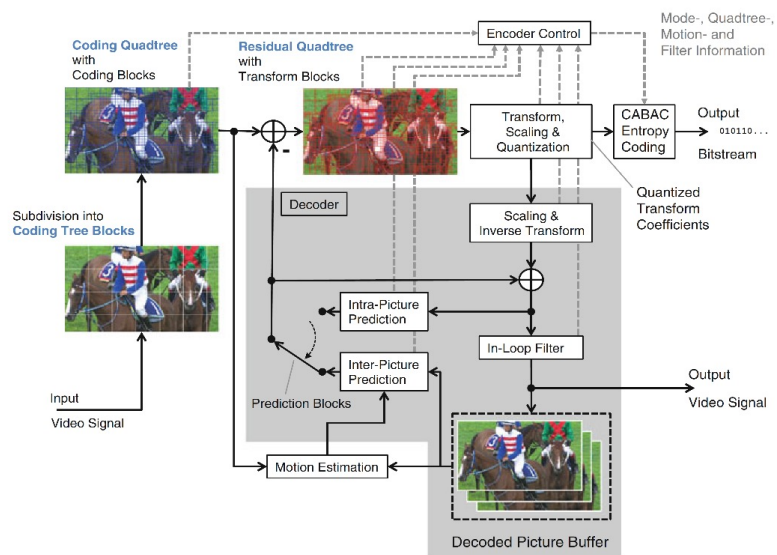 Coding Quadtree
with
Coding Blocks
Residual Quadtree
with
Transform Blocks
Encoder Control
Mode-, Quadtree-,
Motion- and
Filter Information
Transform,
Scaling &
Quantization
CABAC
Entropy
Coding
Output
010110...
Bitstream
-
Subdivision into
Coding Tree Blocks
Decoder
Scaling &
Inverse Transform
Quantized
Transform
Coefficients
Intra-Picture
Prediction
In-Loop Filter
Inter-Picture
Prediction
Prediction Blocks
Output
Video Signal
Input
Video Signal
Motion Estimation
Decoded Picture Buffer